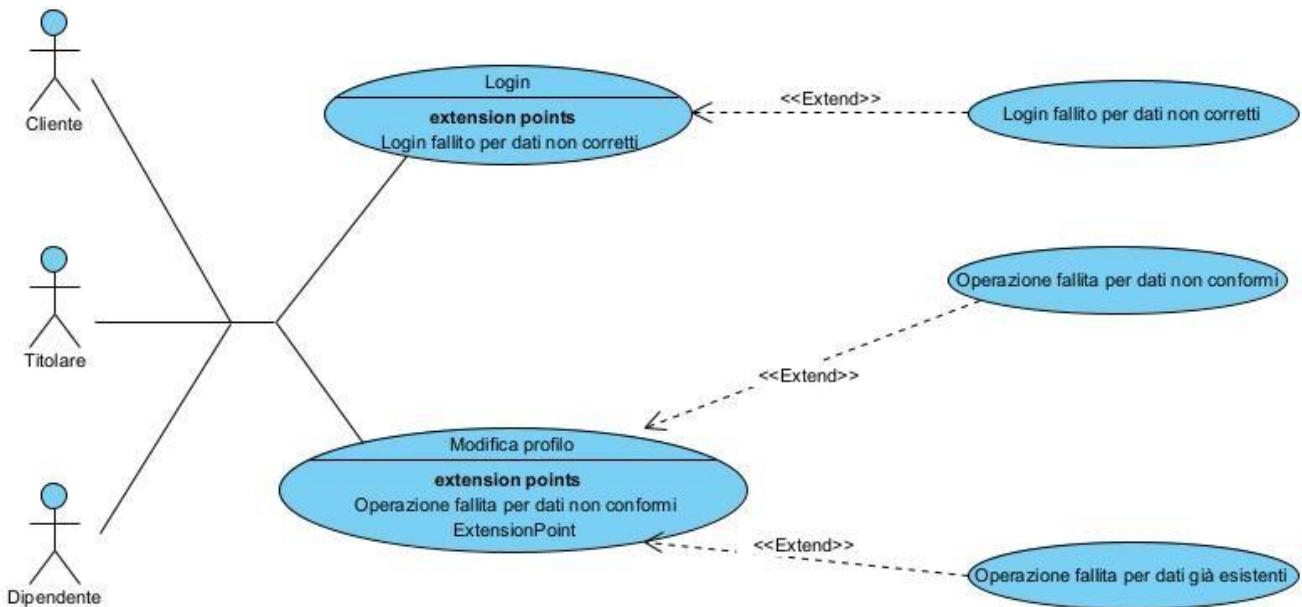 Cliente
Titolare
Dipendente
Login
extension points
Login fallito per dati non corretti
<<Extend>>
Login fallito per dati non corretti
Operazione fallita per dati non conformi
<<Extend>>
Modifica profilo
extension points
Operazione fallita per dati non conformi
ExtensionPoint
<<Extend>>
Operazione fallita per dati già esistenti